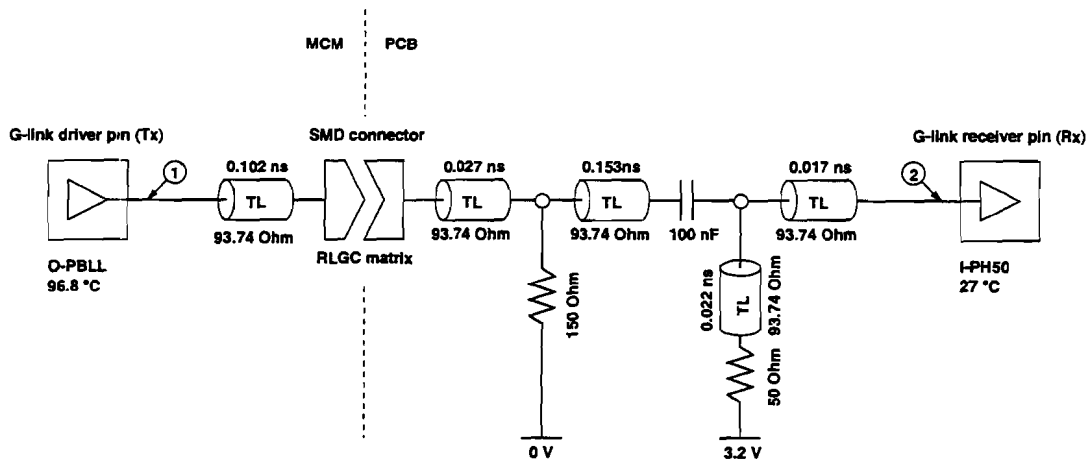 MCM PCB
G-link driver pin (Tx)
SMD connector
G-link receiver pin (Rx)
1
0.102 ns
0.027 ns
0.153ns
0.017 ns
2
TL
TL
TL
TL
93.74 Ohm
RLGC matrix
93.74 Ohm
93.74 Ohm
100 nF
93.74 Ohm
O-PBLL
96.8 °C
I-PH50
27 °C
0.022 ns
TL
93.74 Ohm
150 Ohm
50 Ohm
0 V
3.2 V